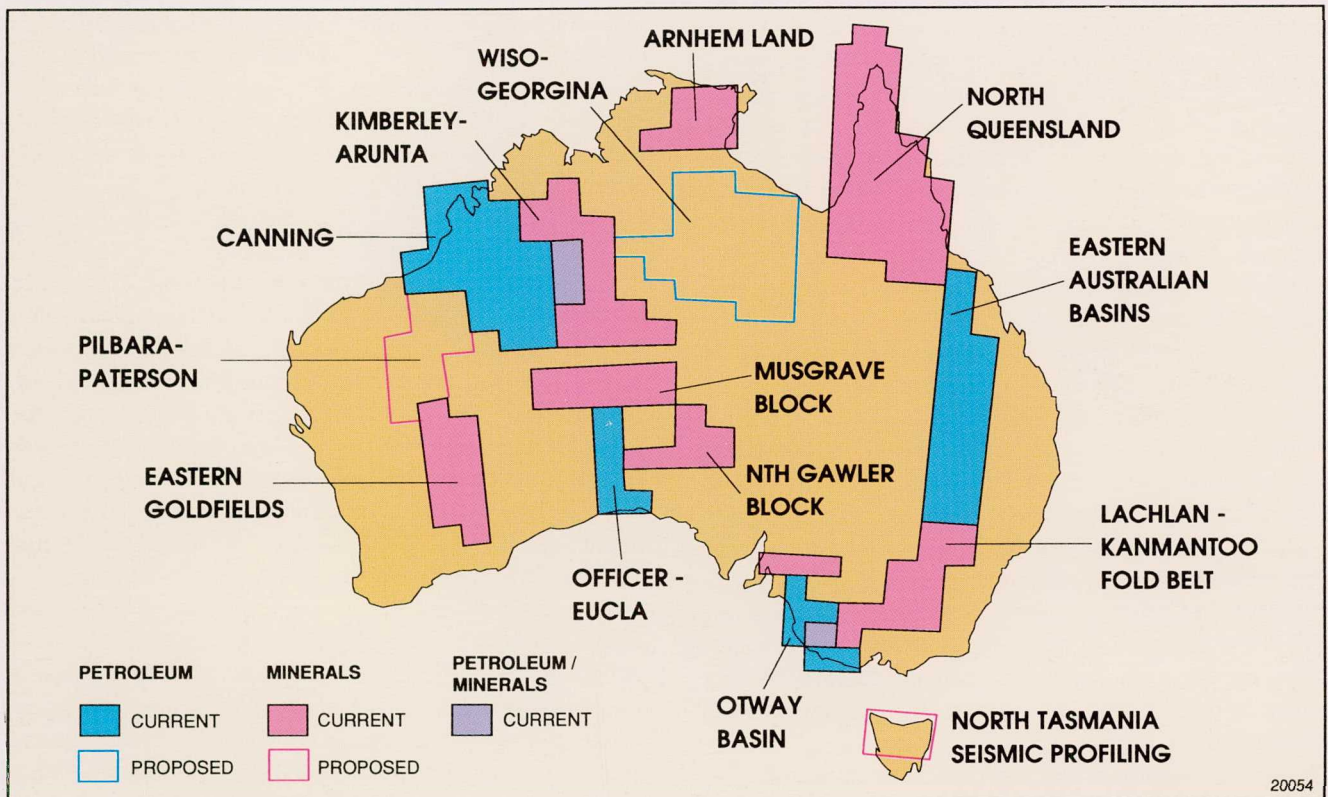 ARNHEM LAND
WISO-
GEORGINA
KIMBERLEY-
ARUNTA
NORTH
QUEENSLAND
CANNING
EASTERN
AUSTRALIAN
BASINS
PILBARA-
PATERSON
MUSGRAVE
BLOCK
EASTERN
GOLDFIELDS
NTH GAWLER
BLOCK
LACHLAN -
KANMANTOO
FOLD BELT
OFFICER -
EUCLA
OTWAY
BASIN
NORTH TASMANIA
SEISMIC PROFILING
PETROLEUM
CURRENT
PROPOSED
MINERALS
CURRENT
PROPOSED
PETROLEUM /
MINERALS
CURRENT
20054